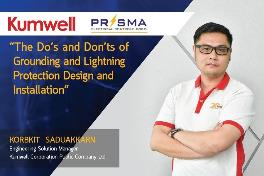 Kumwell
PRISMA
"The Do's and Don'ts of
Grounding and Lightning
Protection Design and
Installation"
KORBKIT SADUAKKARN
Engineering Solution Manager
Kumwell Corporation Public Company Ltd.